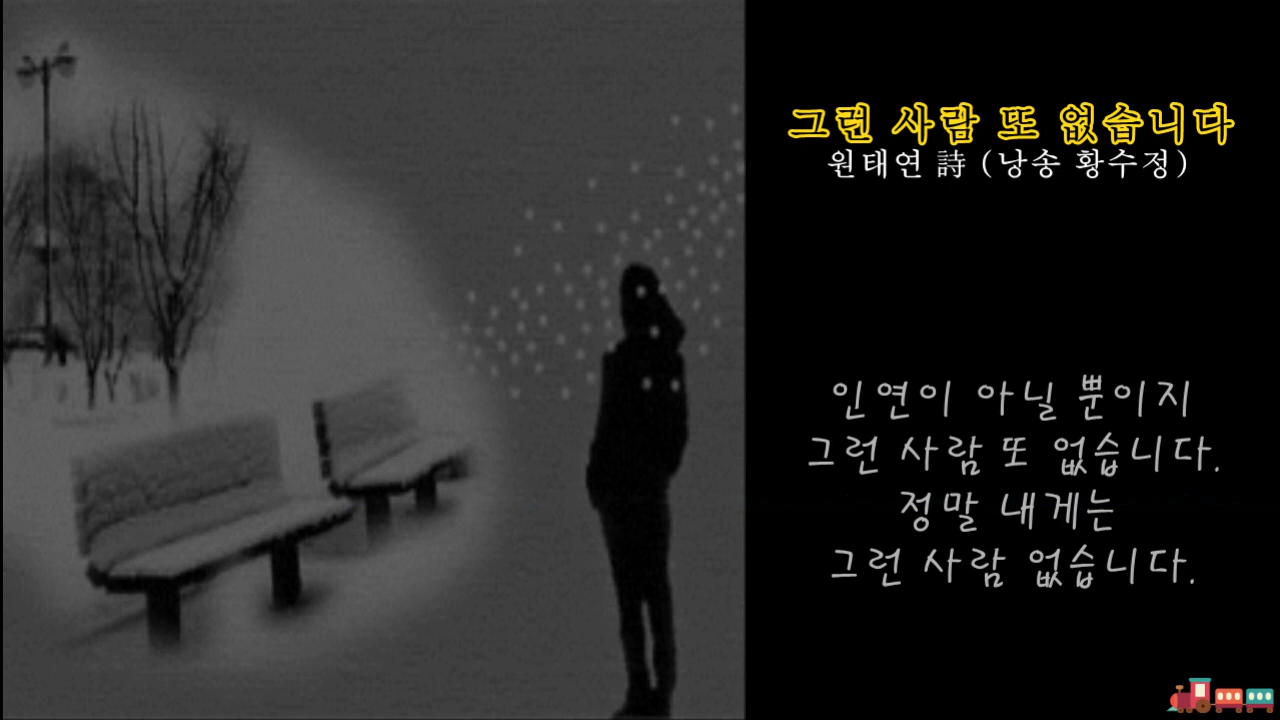 그런 사람 또 없습니다
원태연 詩 (낭송 황수정)
인연이 아닐 뿐이지
그런 사람 또 없습니다.
정말 내게는
그런 사람 없습니다.